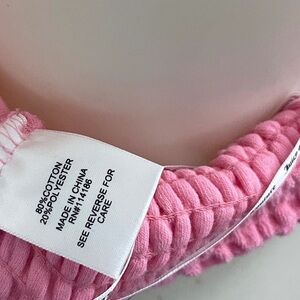 80%COTTON
20%POLYESTER
MADE IN CHINA
RN#114186
SEE REVERSE FOR
CARE